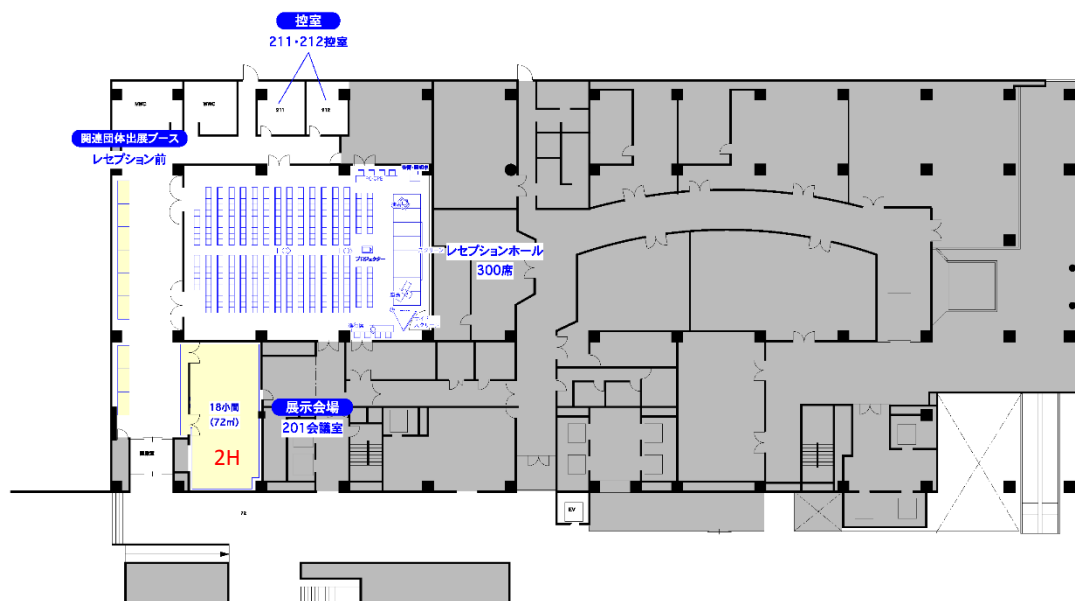 控室
211・212控室
211
212
関連団体出展ブース
レセプション前
レセプションホール
300席
プロジェクター
18小間
(72㎡)
2H
展示会場
201会議室
EV